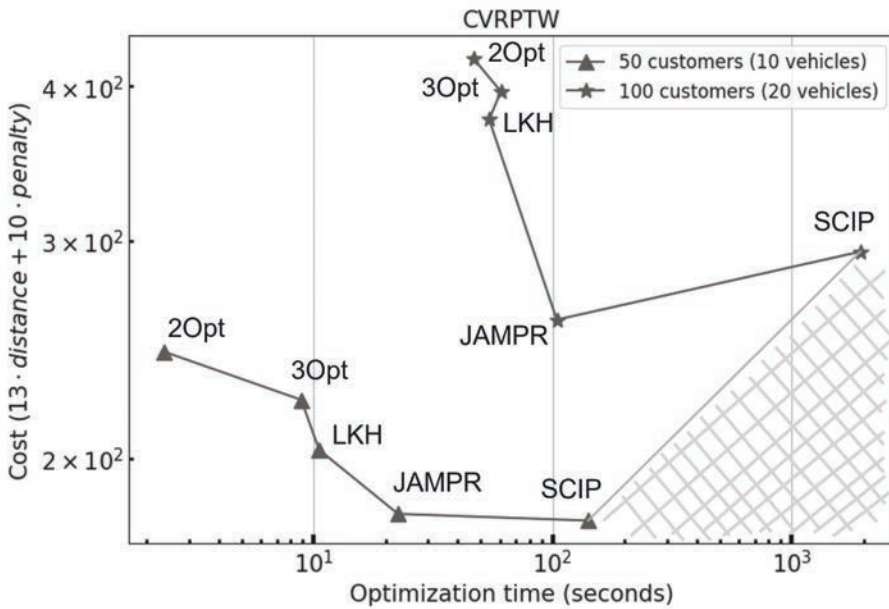 CVRPTW
50 customers (10 vehicles)
100 customers (20 vehicles)
2Opt
3Opt
LKH
SCIP
JAMPR
2Opt
3Opt
LKH
JAMPR
SCIP
4 × 10²
3 × 10²
2 × 10²
Cost (13 · distance + 10 · penalty)
10¹
10²
10³
Optimization time (seconds)